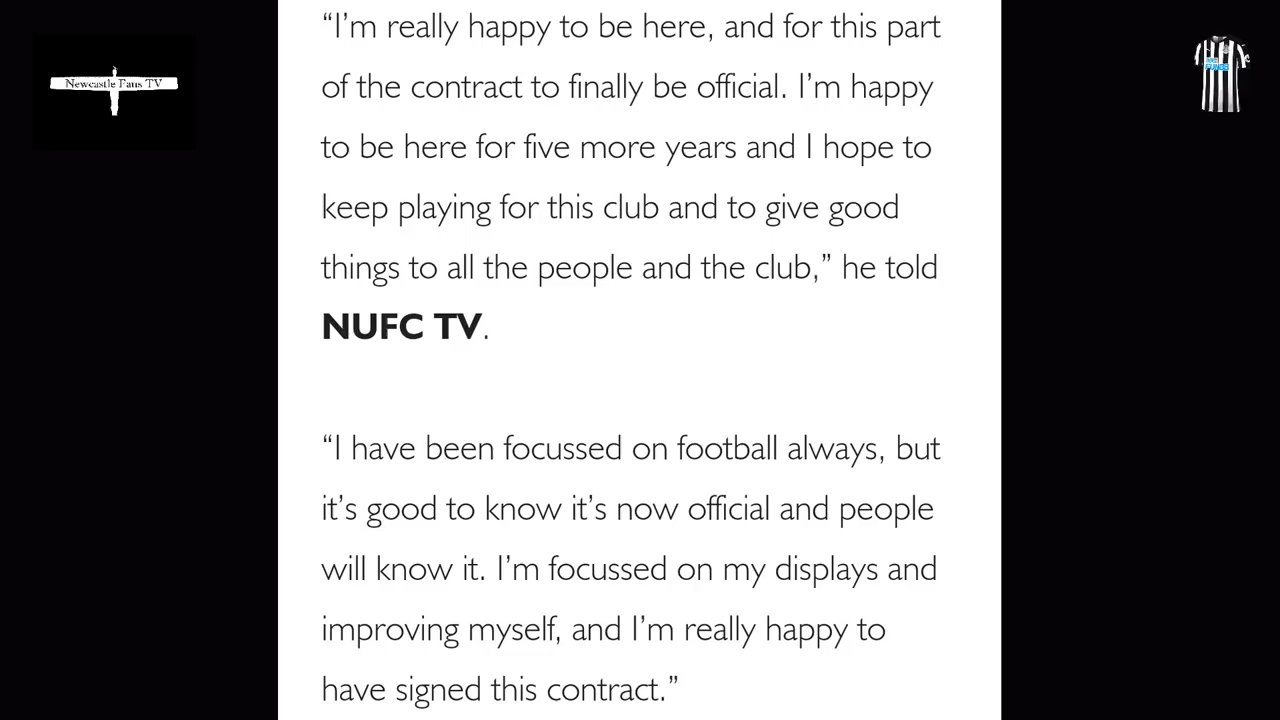 Newcastle Fans TV
FUN88
“I’m really happy to be here, and for this part
of the contract to finally be official. I’m happy
to be here for five more years and I hope to
keep playing for this club and to give good
things to all the people and the club,” he told
NUFC TV.
“I have been focussed on football always, but
it’s good to know it’s now official and people
will know it. I’m focussed on my displays and
improving myself, and I’m really happy to
have signed this contract.”